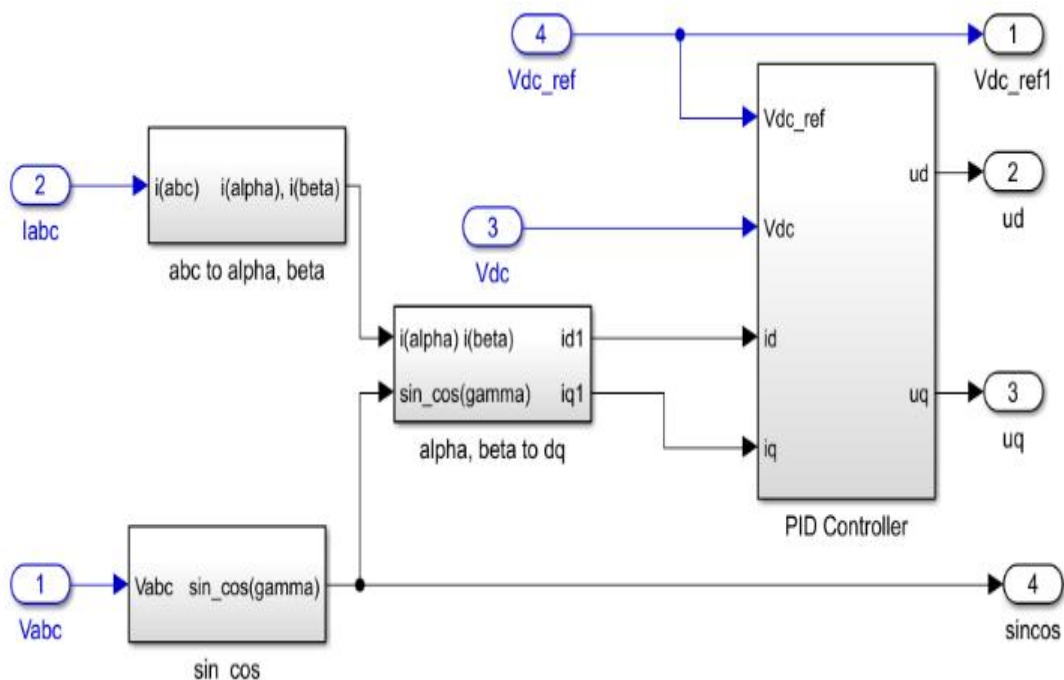 4
Vdc_ref
1
Vdc_ref1
Vdc_ref
2
Iabc
i(abc) i(alpha), i(beta)
abc to alpha, beta
ud
2
ud
3
Vdc
Vdc
i(alpha) i(beta) id1
sin_cos(gamma) iq1
alpha, beta to dq
id
iq
uq
3
uq
PID Controller
1
Vabc
Vabc sin_cos(gamma)
sin_cos
4
sincos